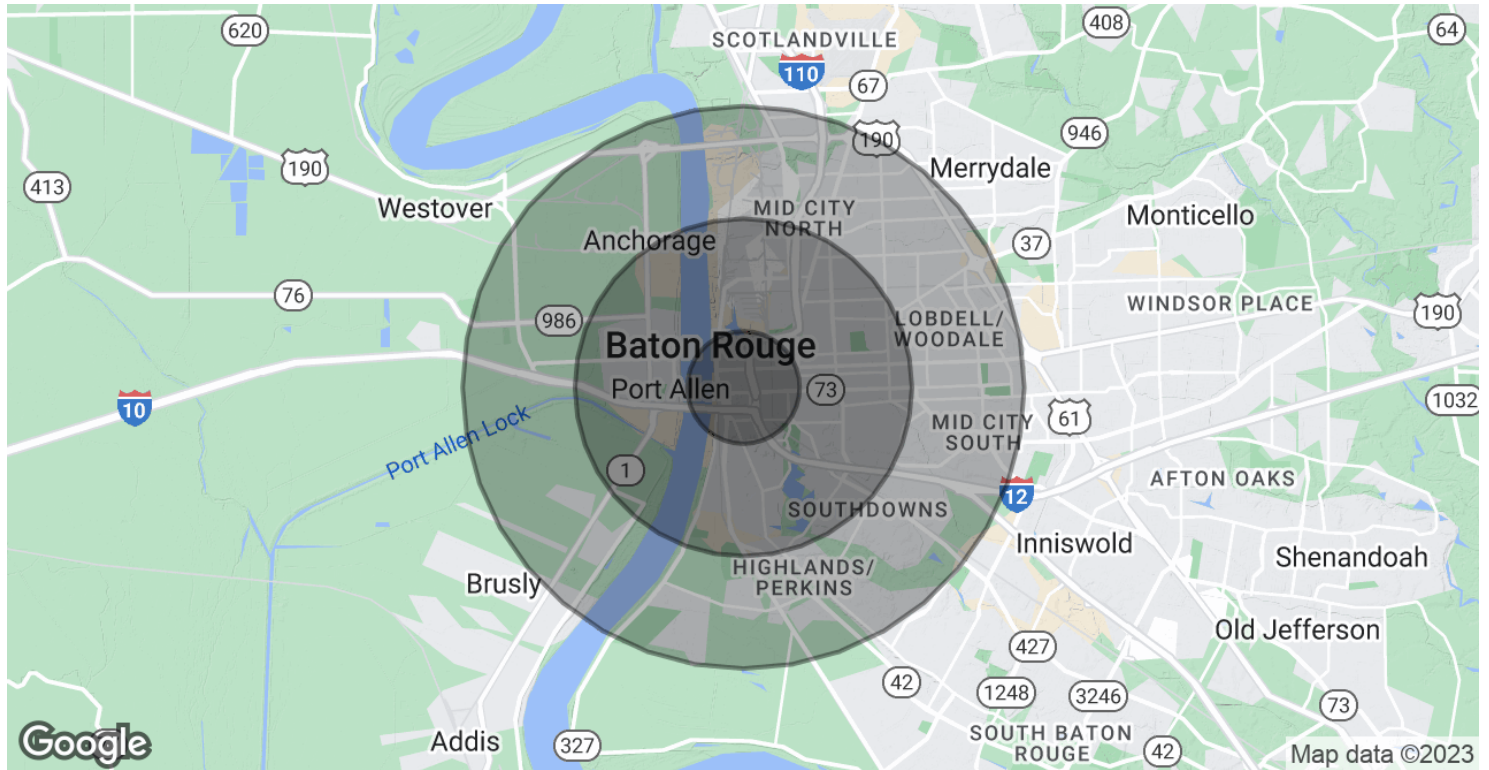 620
408
64
SCOTLANDVILLE
110
67
190
946
Merrydale
190
413
Westover
MID CITY
NORTH
Monticello
Anchorage
37
76
986
LOBDELL/
WOODALE
WINDSOR PLACE
190
Baton Rouge
Port Allen
73
10
1032
61
MID CITY
SOUTH
Port Allen Lock
1
AFTON OAKS
12
SOUTHDOWNS
Inniswold
Shenandoah
HIGHLANDS/
PERKINS
Brusly
Old Jefferson
427
42
1248
3246
73
SOUTH BATON
ROUGE
42
Addis
327
Google
Map data ©2023